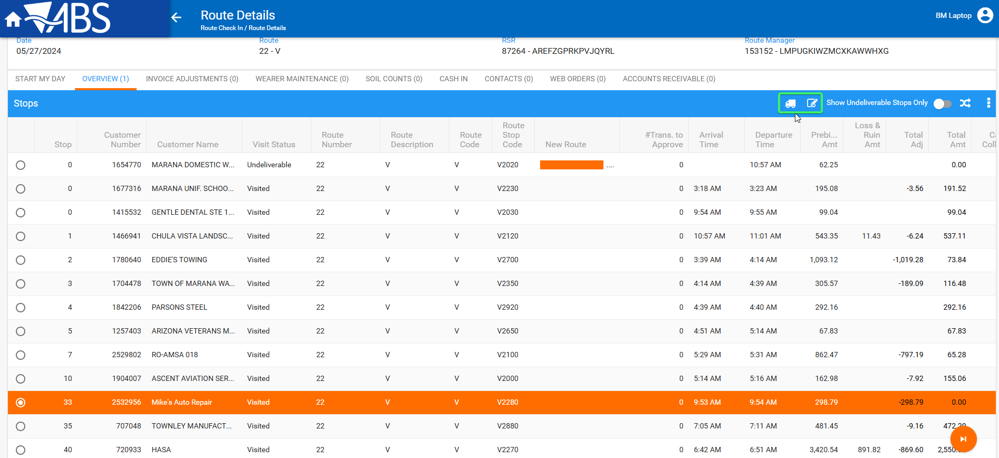 ABS
Route Details
Route Check In / Route Details
BM Laptop
Date Route RSR Route Manager
05/27/2024 22 - V 87264 - AREFZGPRKPVJQYRL 153152 - LMPUGKIWZMCXKAWWHXG
START MY DAY OVERVIEW (1) INVOICE ADJUSTMENTS (0) WEARER MAINTENANCE (0) SOIL COUNTS (0) CASH IN CONTACTS (0) WEB ORDERS (0) ACCOUNTS RECEIVABLE (0)
Stops Show Undeliverable Stops Only
Stop Customer Number Customer Name Visit Status Route Number Route Description Route Code Route Stop Code New Route #Trans. to Approve Arrival Time Departure Time Prebi... Amt Loss & Ruin Amt Total Adj Total Amt
0 1654770 MARANA DOMESTIC W... Undeliverable 22 V V V2020 .... 0 10:57 AM 62.25 0.00
0 1677316 MARANA UNIF. SCHOO... Visited 22 V V V2230 0 3:18 AM 3:23 AM 195.08 -3.56 191.52
0 1415532 GENTLE DENTAL STE 1... Visited 22 V V V2030 0 9:54 AM 9:55 AM 99.04 99.04
1 1466941 CHULA VISTA LANDSC... Visited 22 V V V2120 0 10:57 AM 11:01 AM 543.35 11.43 -6.24 537.11
2 1780640 EDDIE'S TOWING Visited 22 V V V2700 0 3:39 AM 4:14 AM 1,093.12 -1,019.28 73.84
3 1704478 TOWN OF MARANA WA... Visited 22 V V V2350 0 4:14 AM 4:39 AM 305.57 -189.09 116.48
4 1842206 PARSONS STEEL Visited 22 V V V2920 0 4:39 AM 4:40 AM 292.16 292.16
5 1257403 ARIZONA VETERANS M... Visited 22 V V V2650 0 4:51 AM 5:14 AM 67.83 67.83
7 2529802 RO-AMSA 018 Visited 22 V V V2100 0 5:29 AM 5:31 AM 862.47 -797.19 65.28
10 1904007 ASCENT AVIATION SER... Visited 22 V V V2000 0 5:14 AM 5:16 AM 162.98 -7.92 155.06
33 2532956 Mike's Auto Repair Visited 22 V V V2280 0 9:53 AM 9:54 AM 298.79 -298.79 0.00
35 707048 TOWNLEY MANUFACT... Visited 22 V V V2880 0 7:05 AM 7:11 AM 481.45 -9.16
40 720933 HASA Visited 22 V V V2270 0 6:42 AM 6:51 AM 3,420.54 891.82 -869.60